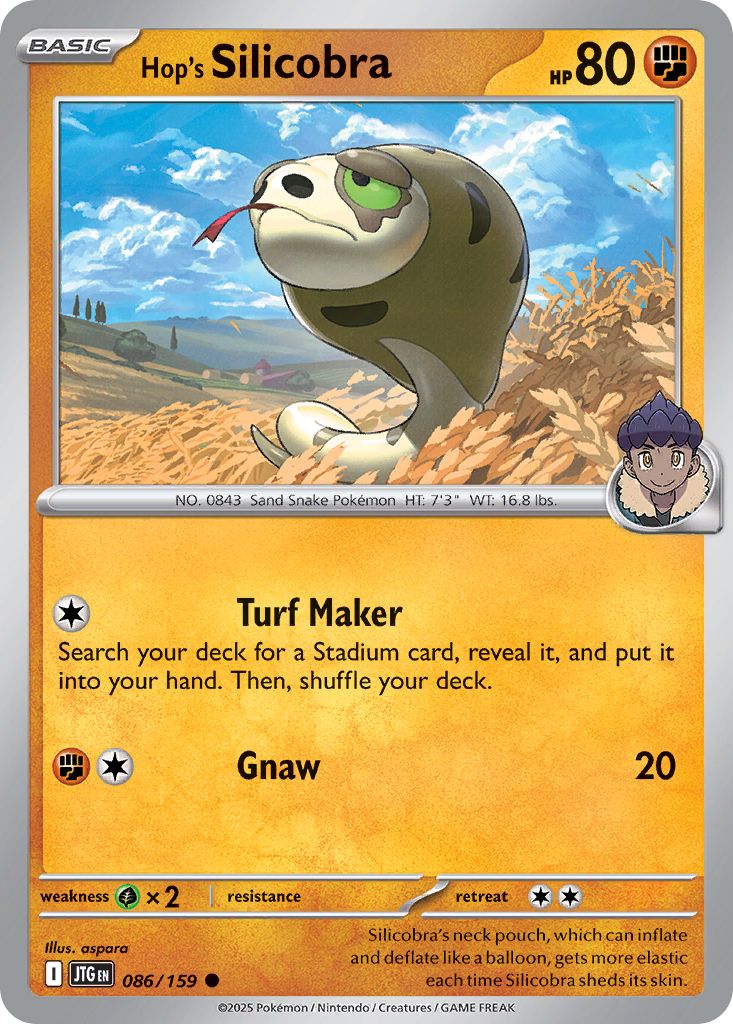 BASIC
Hop's Silicobra
HP 80
NO. 0843 Sand Snake Pokémon HT: 7'3" WT: 16.8 lbs.
Turf Maker
Search your deck for a Stadium card, reveal it, and put it
into your hand. Then, shuffle your deck.
Gnaw 20
weakness ×2 resistance retreat
Illus. aspara
Silicobra's neck pouch, which can inflate
and deflate like a balloon, gets more elastic
each time Silicobra sheds its skin.
I JTG EN 086/159
©2025 Pokémon / Nintendo / Creatures / GAME FREAK